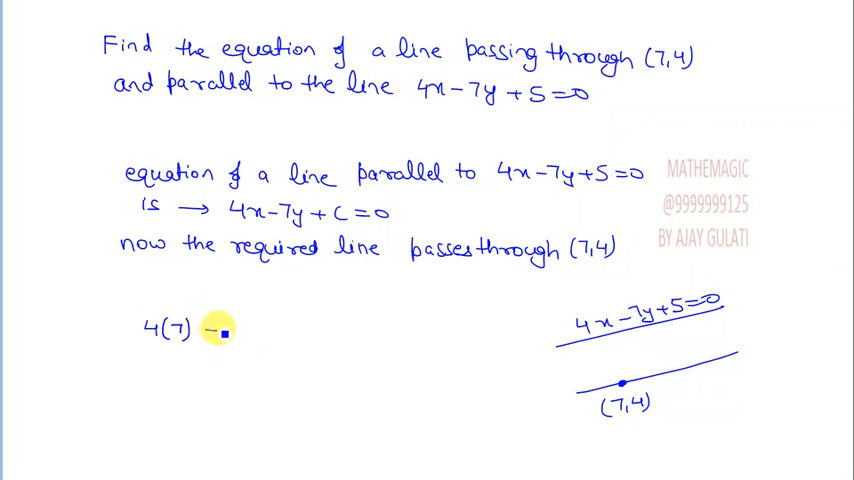 Find the equation of a line passing through (7,4)
and parallel to the line 4x-7y+5=0
equation of a line parallel to 4x-7y+5=0
is → 4x-7y+c=0
now the required line passes through (7,4)
4(7) -
4x-7y+5=0
(7,4)
MATHEMAGIC
@9999999125
BY AJAY GULATI